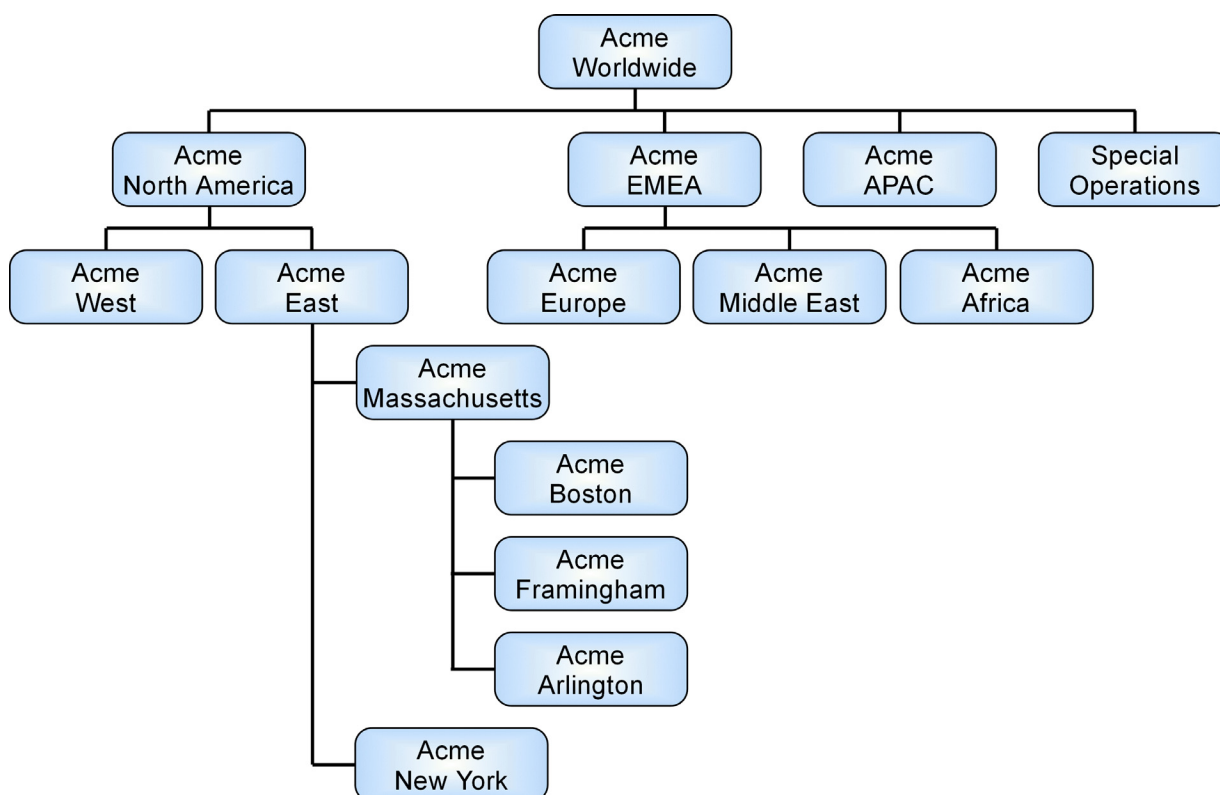 Acme
Worldwide
Acme
North America
Acme
EMEA
Acme
APAC
Special
Operations
Acme
West
Acme
East
Acme
Europe
Acme
Middle East
Acme
Africa
Acme
Massachusetts
Acme
Boston
Acme
Framingham
Acme
Arlington
Acme
New York